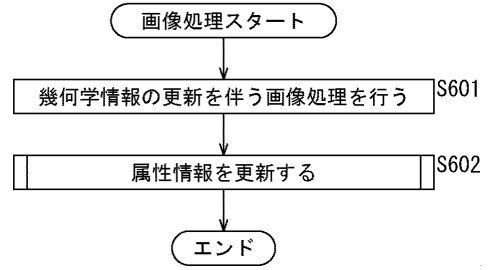 画像処理スタート
幾何学情報の更新を伴う画像処理を行う
S601
属性情報を更新する
S602
エンド